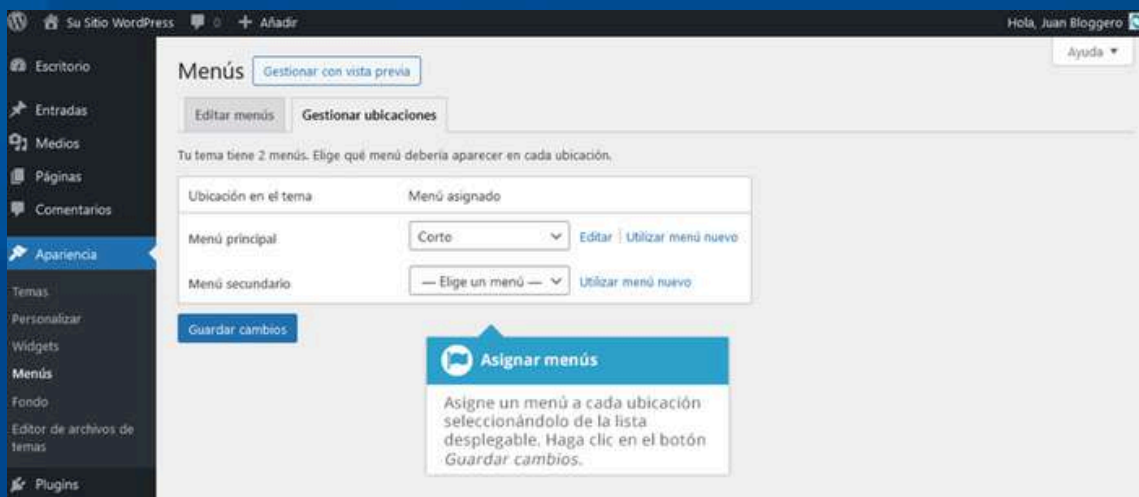 Su Sitio WordPress 0 + Añadir Hola, Juan Bloggero
Ayuda
Escritorio
Entradas
Medios
Páginas
Comentarios
Apariencia
Temas
Personalizar
Widgets
Menús
Fondo
Editor de archivos de
temas
Plugins
Menús Gestionar con vista previa
Editar menús Gestionar ubicaciones
Tu tema tiene 2 menús. Elige qué menú debería aparecer en cada ubicación.
Ubicación en el tema Menú asignado
Menú principal Corto Editar Utilizar menú nuevo
Menú secundario — Elige un menú — Utilizar menú nuevo
Guardar cambios
Asignar menús
Asigne un menú a cada ubicación
seleccionándolo de la lista
desplegable. Haga clic en el botón
Guardar cambios.